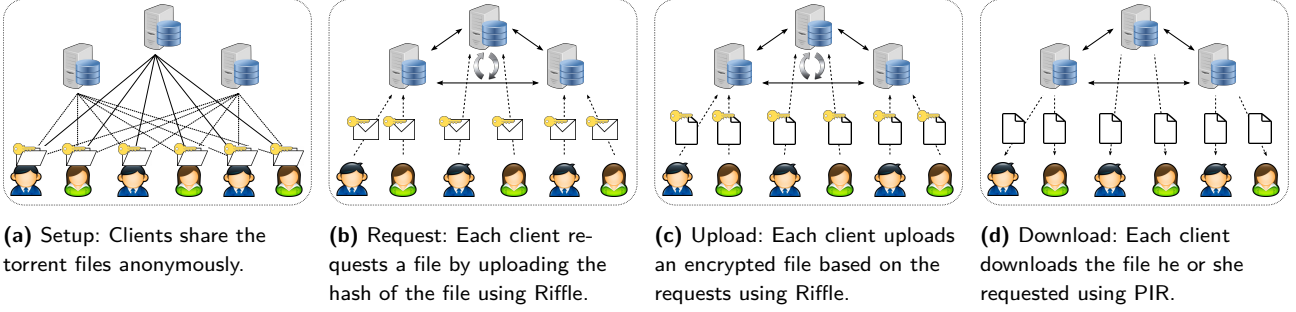 (a) Setup: Clients share the
torrent files anonymously.
(b) Request: Each client re-
quests a file by uploading the
hash of the file using Riffle.
(c) Upload: Each client uploads
an encrypted file based on the
requests using Riffle.
(d) Download: Each client
downloads the file he or she
requested using PIR.